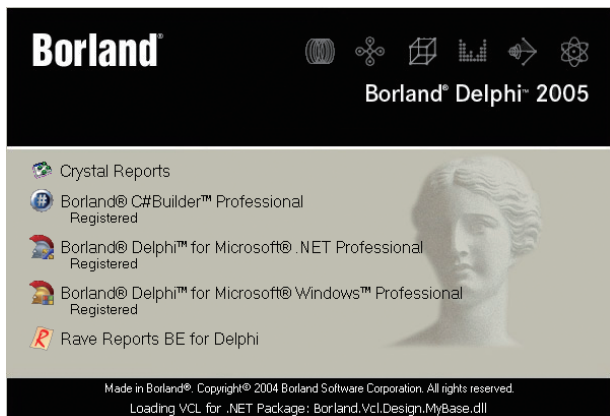 Borland®
Borland® Delphi™ 2005
Crystal Reports
Borland® C#Builder™ Professional
Registered
Borland® Delphi™ for Microsoft® .NET Professional
Registered
Borland® Delphi™ for Microsoft® Windows™ Professional
Registered
Rave Reports BE for Delphi
Made in Borland®. Copyright© 2004 Borland Software Corporation. All rights reserved.
Loading VCL for .NET Package: Borland.Vcl.Design.MyBase.dll